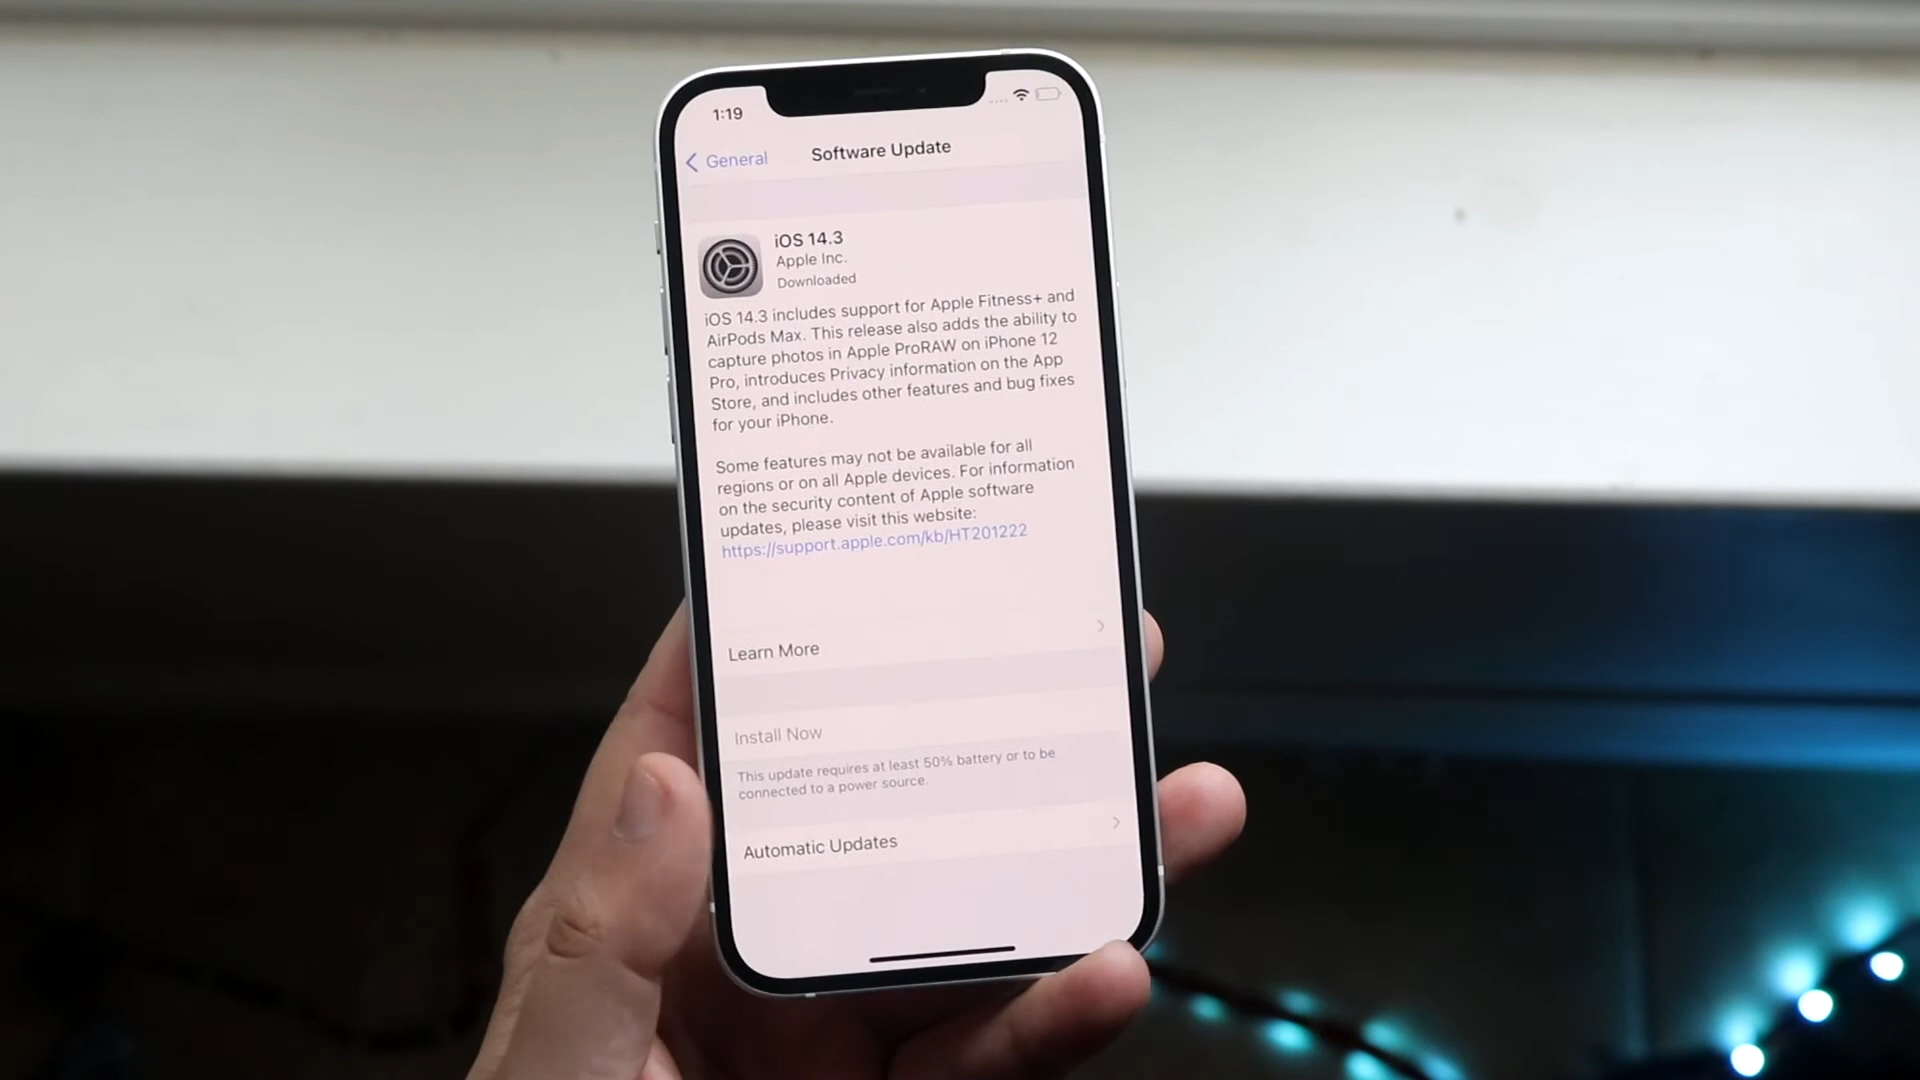 1:19
General
Software Update
iOS 14.3
Apple Inc.
Downloaded
iOS 14.3 includes support for Apple Fitness+ and
AirPods Max. This release also adds the ability to
capture photos in Apple ProRAW on iPhone 12
Pro, introduces Privacy information on the App
Store, and includes other features and bug fixes
for your iPhone.
Some features may not be available for all
regions or on all Apple devices. For information
on the security content of Apple software
updates, please visit this website:
https://support.apple.com/kb/HT201222
Learn More
Install Now
This update requires at least 50% battery or to be
connected to a power source.
Automatic Updates